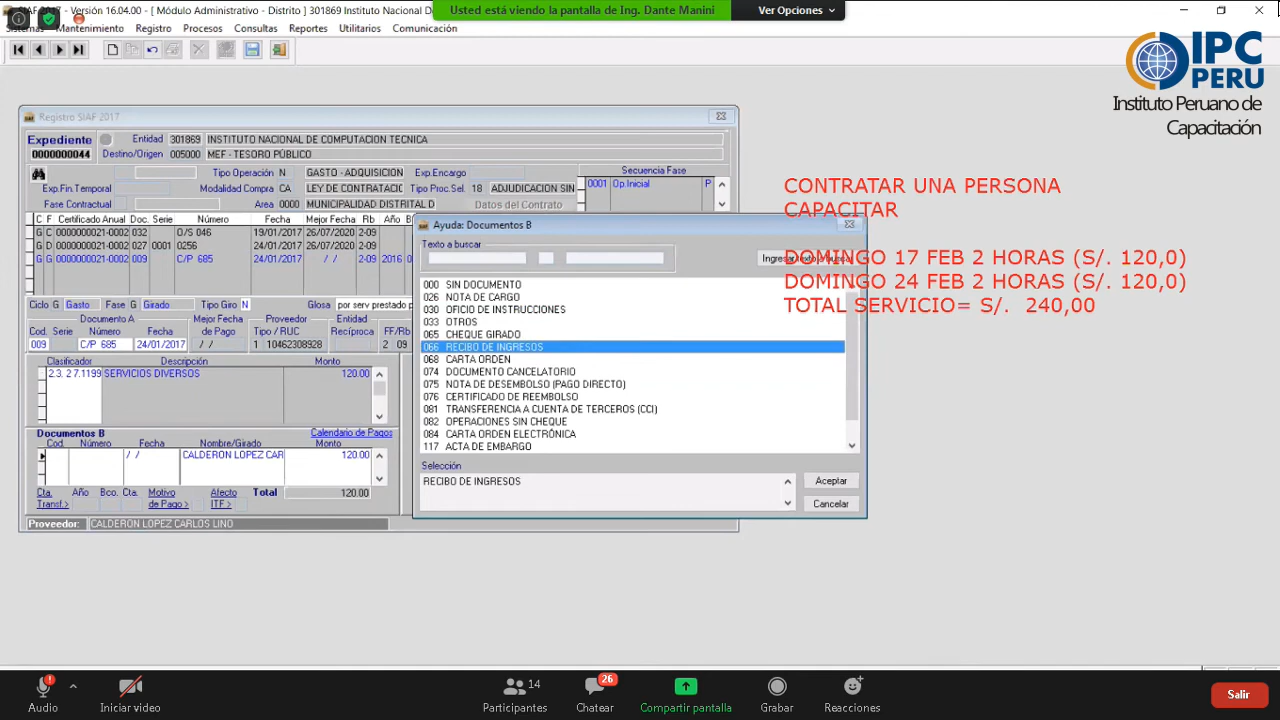 SIAF 2017 - Versión 16.04.00 - [ Módulo Administrativo - Distrito ] 301869 Instituto Nacional De
Usted está viendo la pantalla de Ing. Dante Manini
Ver Opciones
Sistemas Mantenimiento Registro Procesos Consultas Reportes Utilitarios Comunicación
IPC
PERU
Instituto Peruano de
Capacitación
Registro SIAF 2017
Expediente Entidad 301869 INSTITUTO NACIONAL DE COMPUTACION TECNICA
0000000044 Destino/Origen 005000 MEF - TESORO PÚBLICO
Tipo Operación N GASTO - ADQUISICION Exp.Encargo Secuencia Fase
Exp.Fin.Temporal Modalidad Compra CA LEY DE CONTRATACIO Tipo Proc.Sel. 18 ADJUDICACION SIN 0001 Op.Inicial P
Fase Contractual Area 0000 MUNICIPALIDAD DISTRITAL D Datos del Contrato
C F Certificado Anual Doc. Serie Número Fecha Mejor Fecha Rb Año B
G C 0000000021-0001 032 O/S 046 19/01/2017 26/07/2020 2-09
G D 0000000021-0001 027 0001 0256 24/01/2017 26/07/2020 2-09
G G 0000000021-0001 009 C/P 685 24/01/2017 / / 2-09 2016 0
Ciclo G Gasto Fase G Girado Tipo Giro N Glosa por serv prestado p
Documento A Mejor Fecha Proveedor Entidad
Cod. Serie Número Fecha de Pago Tipo / RUC Recíproca FF/Rb
009 C/P 685 24/01/2017 / / 1 10462308928 2 09
Clasificador Descripción Monto
2.3. 2 7.1199 SERVICIOS DIVERSOS 120.00
Documentos B Calendario de Pagos
Cod. Número Fecha Nombre/Girado Monto
/ / CALDERON LOPEZ CAR 120.00
Cta. Año Bco. Cta. Motivo Afecto Total 120.00
Transf.> de Pago > ITF >
Proveedor: CALDERON LOPEZ CARLOS LINO
Ayuda: Documentos B
Texto a buscar
Ingresar texto a buscar
000 SIN DOCUMENTO
026 NOTA DE CARGO
030 OFICIO DE INSTRUCCIONES
033 OTROS
065 CHEQUE GIRADO
066 RECIBO DE INGRESOS
068 CARTA ORDEN
074 DOCUMENTO CANCELATORIO
075 NOTA DE DESEMBOLSO (PAGO DIRECTO)
076 CERTIFICADO DE REEMBOLSO
081 TRANSFERENCIA A CUENTA DE TERCEROS (CCI)
082 OPERACIONES SIN CHEQUE
084 CARTA ORDEN ELECTRÓNICA
117 ACTA DE EMBARGO
Selección
RECIBO DE INGRESOS
Aceptar
Cancelar
CONTRATAR UNA PERSONA
CAPACITAR
DOMINGO 17 FEB 2 HORAS (S/. 120,0)
DOMINGO 24 FEB 2 HORAS (S/. 120,0)
TOTAL SERVICIO= S/. 240,00
Audio
Iniciar video
14
Participantes
26
Chatear
Compartir pantalla
Grabar
Reacciones
Salir